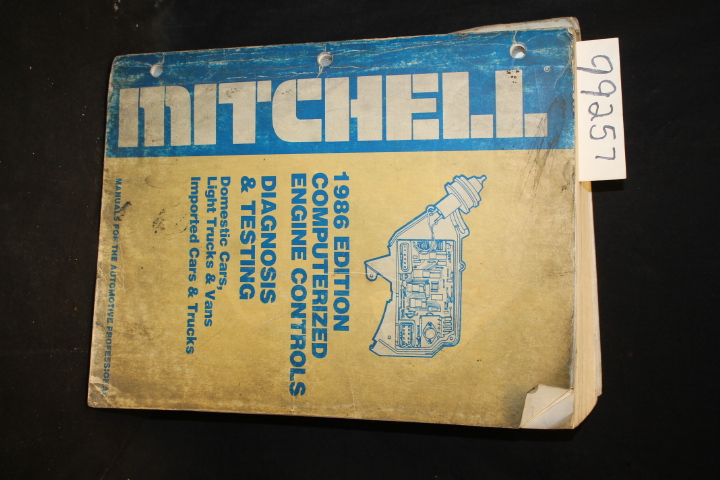 MITCHELL
®
1986 EDITION
COMPUTERIZED
ENGINE CONTROLS
DIAGNOSIS
& TESTING
Domestic Cars,
Light Trucks & Vans
Imported Cars & Trucks
MANUALS FOR THE AUTOMOTIVE PROFESSIONAL
99257